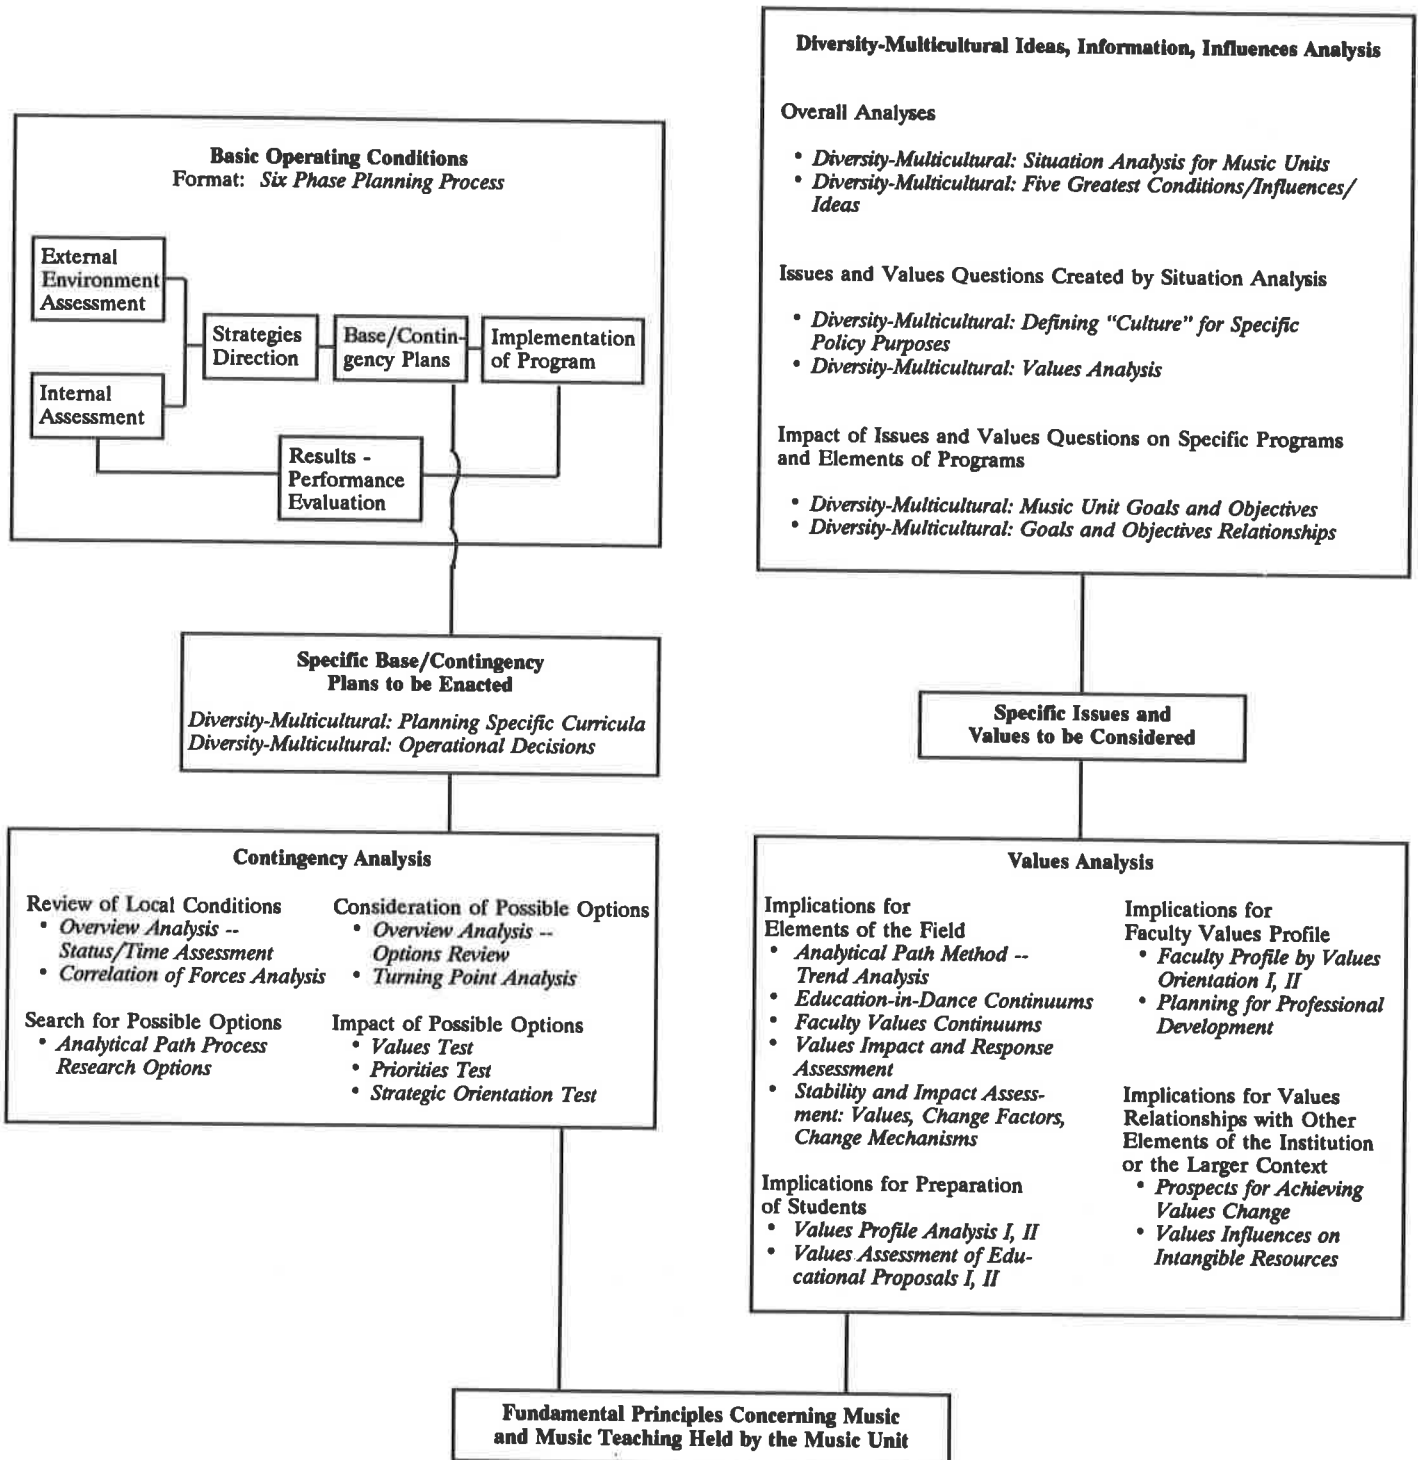 Diversity-Multicultural Ideas, Information, Influences Analysis
Overall Analyses
• Diversity-Multicultural: Situation Analysis for Music Units
• Diversity-Multicultural: Five Greatest Conditions/Influences/
Ideas
Issues and Values Questions Created by Situation Analysis
• Diversity-Multicultural: Defining “Culture” for Specific
Policy Purposes
• Diversity-Multicultural: Values Analysis
Impact of Issues and Values Questions on Specific Programs
and Elements of Programs
• Diversity-Multicultural: Music Unit Goals and Objectives
• Diversity-Multicultural: Goals and Objectives Relationships
Basic Operating Conditions
Format: Six Phase Planning Process
External
Environment
Assessment
Internal
Assessment
Strategies
Direction
Base/Contin-
gency Plans
Implementation
of Program
Results -
Performance
Evaluation
Specific Base/Contingency
Plans to be Enacted
Diversity-Multicultural: Planning Specific Curricula
Diversity-Multicultural: Operational Decisions
Specific Issues and
Values to be Considered
Contingency Analysis
Review of Local Conditions
• Overview Analysis --
Status/Time Assessment
• Correlation of Forces Analysis
Search for Possible Options
• Analytical Path Process
Research Options
Consideration of Possible Options
• Overview Analysis --
Options Review
• Turning Point Analysis
Impact of Possible Options
• Values Test
• Priorities Test
• Strategic Orientation Test
Values Analysis
Implications for
Elements of the Field
• Analytical Path Method --
Trend Analysis
• Education-in-Dance Continuums
• Faculty Values Continuums
• Values Impact and Response
Assessment
• Stability and Impact Assess-
ment: Values, Change Factors,
Change Mechanisms
Implications for Preparation
of Students
• Values Profile Analysis I, II
• Values Assessment of Edu-
cational Proposals I, II
Implications for
Faculty Values Profile
• Faculty Profile by Values
Orientation I, II
• Planning for Professional
Development
Implications for Values
Relationships with Other
Elements of the Institution
or the Larger Context
• Prospects for Achieving
Values Change
• Values Influences on
Intangible Resources
Fundamental Principles Concerning Music
and Music Teaching Held by the Music Unit